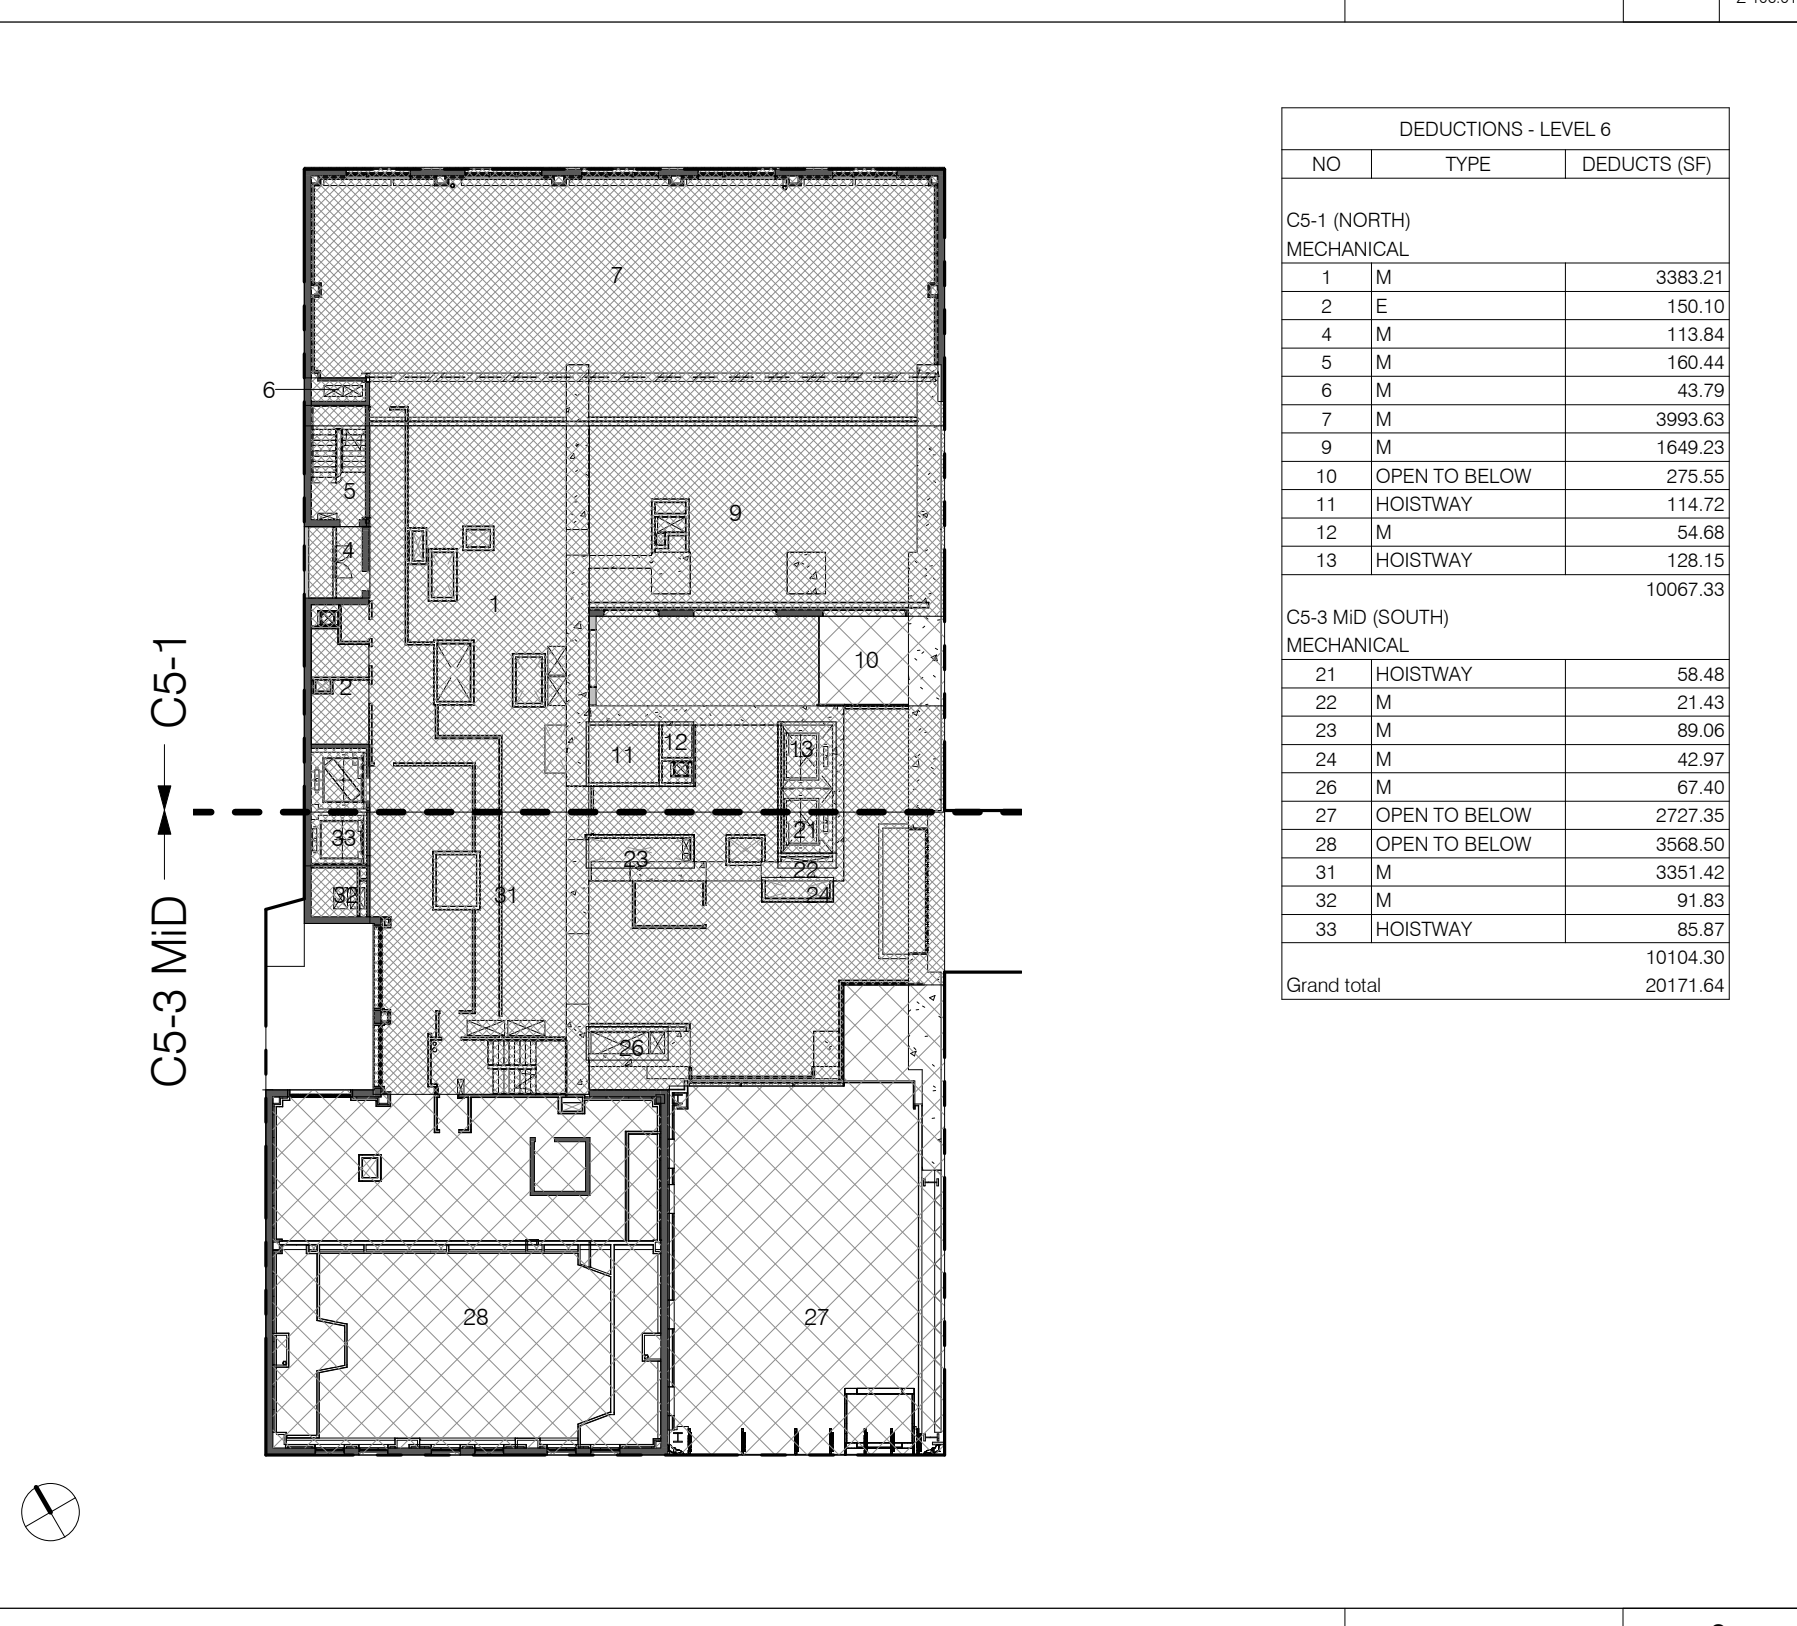 DEDUCTIONS - LEVEL 6
NO TYPE DEDUCTS (SF)
C5-1 (NORTH)
MECHANICAL
1 M 3383.21
2 E 150.10
4 M 113.84
5 M 160.44
6 M 43.79
7 M 3993.63
9 M 1649.23
10 OPEN TO BELOW 275.55
11 HOISTWAY 114.72
12 M 54.68
13 HOISTWAY 128.15
10067.33
C5-3 MiD (SOUTH)
MECHANICAL
21 HOISTWAY 58.48
22 M 21.43
23 M 89.06
24 M 42.97
26 M 67.40
27 OPEN TO BELOW 2727.35
28 OPEN TO BELOW 3568.50
31 M 3351.42
32 M 91.83
33 HOISTWAY 85.87
10104.30
Grand total 20171.64
7
6
5
9
4
1
10
2
12
11
13
C5-1
C5-3 MiD
21
33
23
22
32
31
24
26
28
27